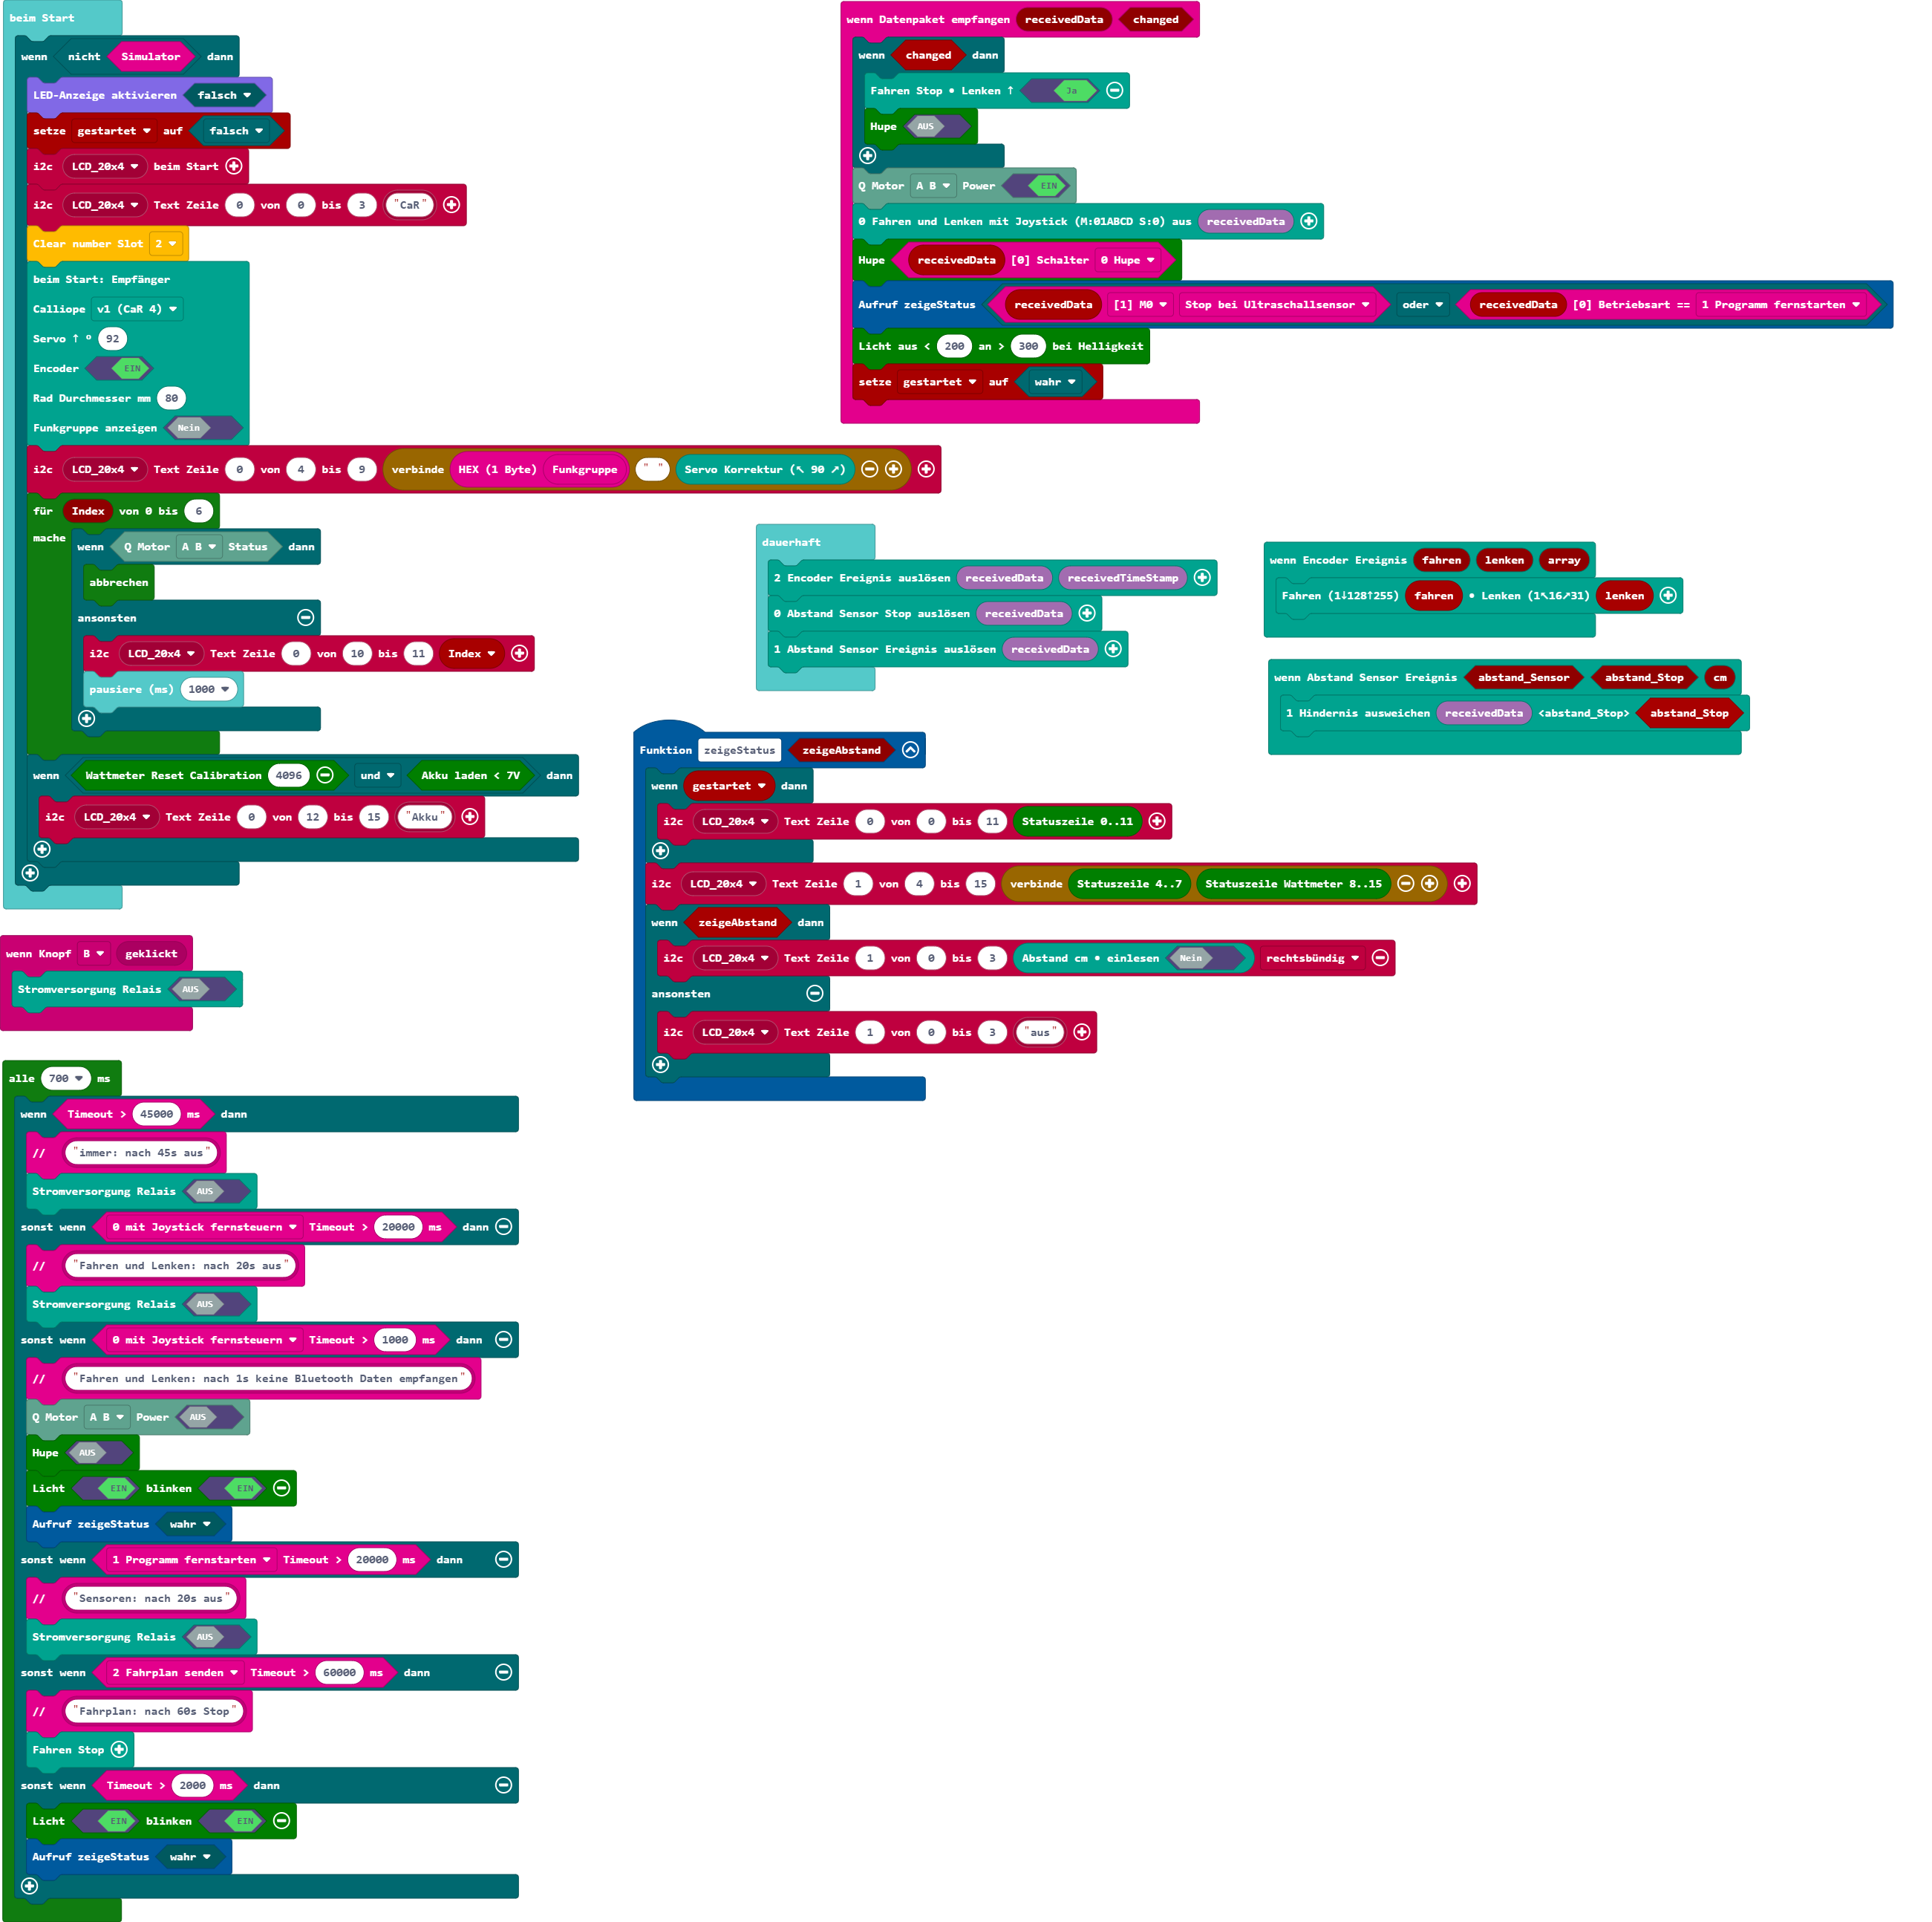 beim Start
wenn nicht Simulator dann
LED-Anzeige aktivieren falsch
setze gestartet auf falsch
i2c LCD_20x4 beim Start
i2c LCD_20x4 Text Zeile 0 von 0 bis 3 "CaR"
Clear number Slot 2
beim Start: Empfänger
Calliope v1 (CaR 4)
Servo ↑ ° 92
Encoder EIN
Rad Durchmesser mm 80
Funkgruppe anzeigen Nein
i2c LCD_20x4 Text Zeile 0 von 4 bis 9 verbinde HEX (1 Byte) Funkgruppe " " Servo Korrektur (↖ 90 ↗)
für Index von 0 bis 6
mache wenn Q Motor A B Status dann
abbrechen
ansonsten
i2c LCD_20x4 Text Zeile 0 von 10 bis 11 Index
pausiere (ms) 1000
wenn Wattmeter Reset Calibration 4096 und Akku laden < 7V dann
i2c LCD_20x4 Text Zeile 0 von 12 bis 15 "Akku"
wenn Knopf B geklickt
Stromversorgung Relais AUS
alle 700 ms
wenn Timeout > 45000 ms dann
// "immer: nach 45s aus"
Stromversorgung Relais AUS
sonst wenn 0 mit Joystick fernsteuern Timeout > 20000 ms dann
// "Fahren und Lenken: nach 20s aus"
Stromversorgung Relais AUS
sonst wenn 0 mit Joystick fernsteuern Timeout > 1000 ms dann
// "Fahren und Lenken: nach 1s keine Bluetooth Daten empfangen"
Q Motor A B Power AUS
Hupe AUS
Licht EIN blinken EIN
Aufruf zeigeStatus wahr
sonst wenn 1 Programm fernstarten Timeout > 20000 ms dann
// "Sensoren: nach 20s aus"
Stromversorgung Relais AUS
sonst wenn 2 Fahrplan senden Timeout > 60000 ms dann
// "Fahrplan: nach 60s Stop"
Fahren Stop
sonst wenn Timeout > 2000 ms dann
Licht EIN blinken EIN
Aufruf zeigeStatus wahr
wenn Datenpaket empfangen receivedData changed
wenn changed dann
Fahren Stop • Lenken ↑ Ja
Hupe AUS
Q Motor A B Power EIN
0 Fahren und Lenken mit Joystick (M:01ABCD S:0) aus receivedData
Hupe receivedData [0] Schalter 0 Hupe
Aufruf zeigeStatus receivedData [1] M0 Stop bei Ultraschallsensor oder receivedData [0] Betriebsart == 1 Programm fernstarten
Licht aus < 200 an > 300 bei Helligkeit
setze gestartet auf wahr
dauerhaft
2 Encoder Ereignis auslösen receivedData receivedTimeStamp
0 Abstand Sensor Stop auslösen receivedData
1 Abstand Sensor Ereignis auslösen receivedData
wenn Encoder Ereignis fahren lenken array
Fahren (1↓128↑255) fahren • Lenken (1↖16↗31) lenken
wenn Abstand Sensor Ereignis abstand_Sensor abstand_Stop cm
1 Hindernis ausweichen receivedData <abstand_Stop> abstand_Stop
Funktion zeigeStatus zeigeAbstand
wenn gestartet dann
i2c LCD_20x4 Text Zeile 0 von 0 bis 11 Statuszeile 0..11
i2c LCD_20x4 Text Zeile 1 von 4 bis 15 verbinde Statuszeile 4..7 Statuszeile Wattmeter 8..15
wenn zeigeAbstand dann
i2c LCD_20x4 Text Zeile 1 von 0 bis 3 Abstand cm • einlesen Nein rechtsbündig
ansonsten
i2c LCD_20x4 Text Zeile 1 von 0 bis 3 "aus"